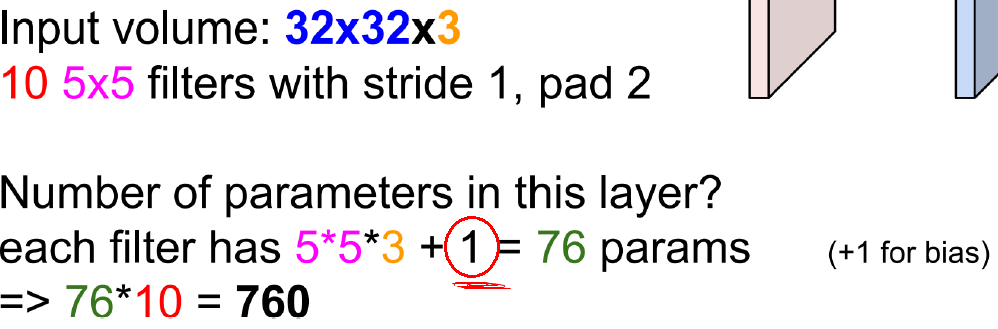 Input volume: 32x32x3
10 5x5 filters with stride 1, pad 2
Number of parameters in this layer?
each filter has 5*5*3 + 1 = 76 params (+1 for bias)
=> 76*10 = 760